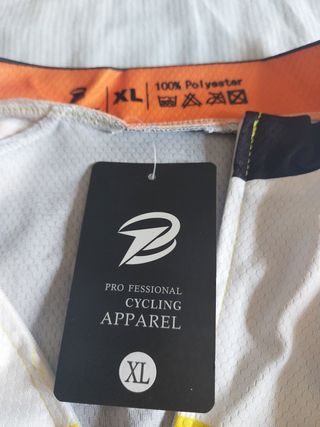 XL 100% Polyester
PRO FESSIONAL
CYCLING
APPAREL
XL